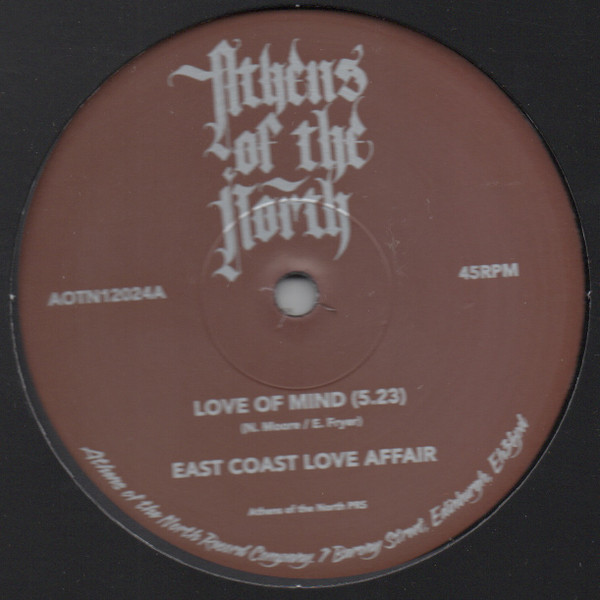 Athens
of the
North
AOTN12024A
45RPM
LOVE OF MIND (5.23)
(N. Moore / E. Fryer)
EAST COAST LOVE AFFAIR
Athens of the North PRS
Athens of the North Record Company, 7 Barony Street, Edinburgh,